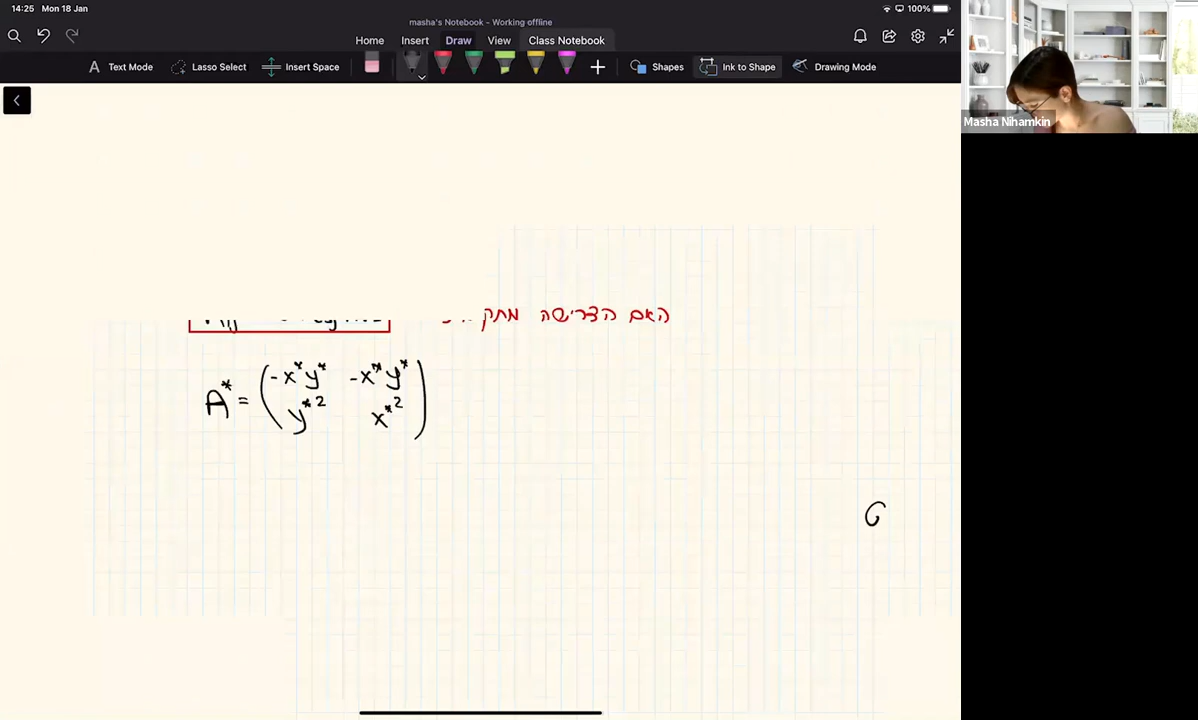 14:25 Mon 18 Jan
100%
masha's Notebook - Working offline
Home Insert Draw View Class Notebook
Text Mode Lasso Select Insert Space Shapes Ink to Shape Drawing Mode
Masha Nihamkin
האם הדרישה
A* = ( -x*y* -x*y*
y*² x*² )